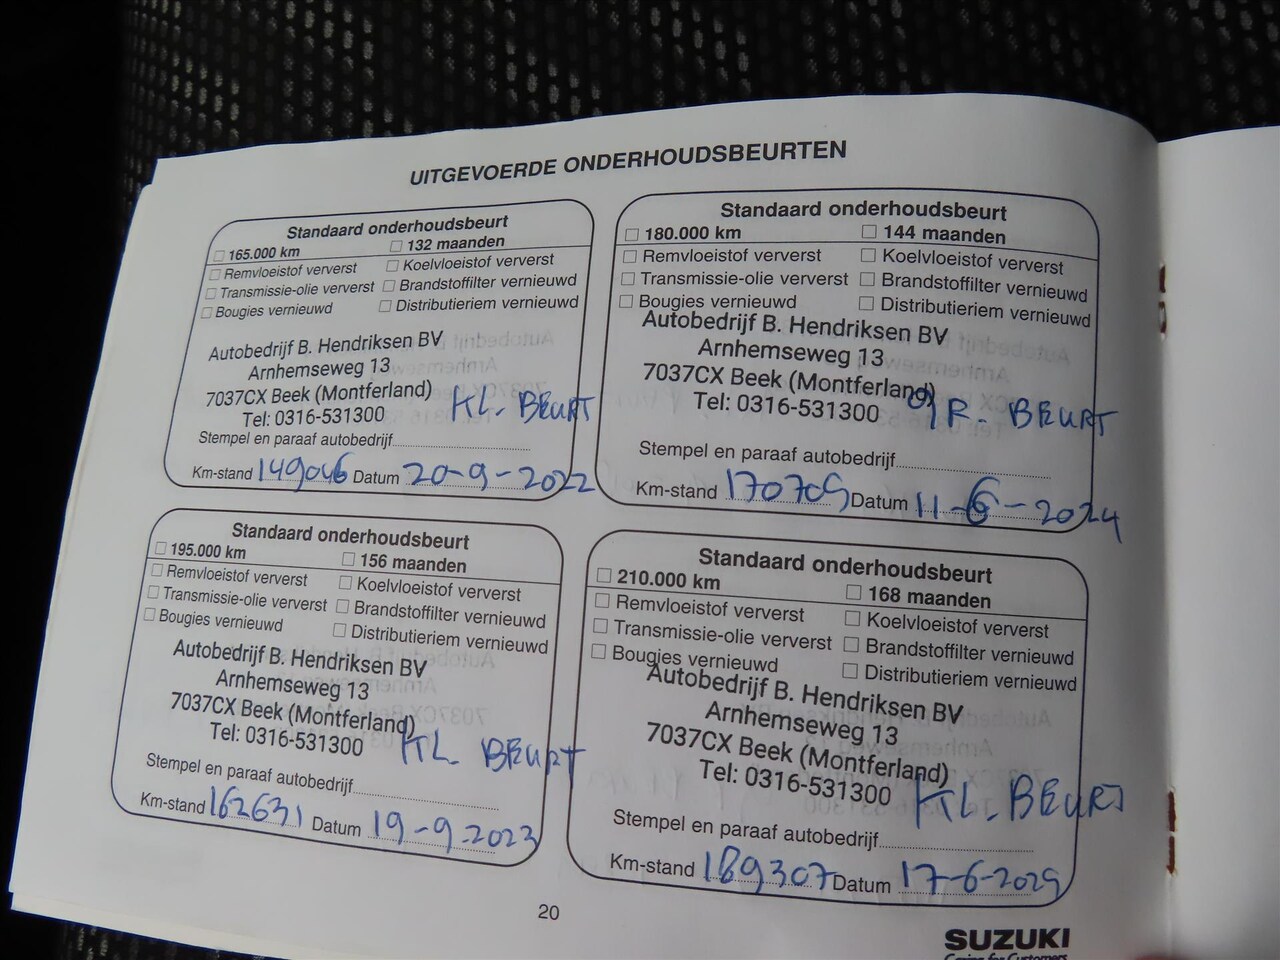 UITGEVOERDE ONDERHOUDSBEURTEN
Standaard onderhoudsbeurt
☐ 165.000 km ☐ 132 maanden
☐ Remvloeistof ververst ☐ Koelvloeistof ververst
☐ Transmissie-olie ververst ☐ Brandstoffilter vernieuwd
☐ Bougies vernieuwd ☐ Distributieriem vernieuwd
Autobedrijf B. Hendriksen BV
Arnhemseweg 13
7037CX Beek (Montferland)
Tel: 0316-531300 KL. BEURT
Stempel en paraaf autobedrijf
Km-stand 149046 Datum 20-9-2022
Standaard onderhoudsbeurt
☐ 180.000 km ☐ 144 maanden
☐ Remvloeistof ververst ☐ Koelvloeistof ververst
☐ Transmissie-olie ververst ☐ Brandstoffilter vernieuwd
☐ Bougies vernieuwd ☐ Distributieriem vernieuwd
Autobedrijf B. Hendriksen BV
Arnhemseweg 13
7037CX Beek (Montferland)
Tel: 0316-531300 GR. BEURT
Stempel en paraaf autobedrijf
Km-stand 170705 Datum 11-6-2024
Standaard onderhoudsbeurt
☐ 195.000 km ☐ 156 maanden
☐ Remvloeistof ververst ☐ Koelvloeistof ververst
☐ Transmissie-olie ververst ☐ Brandstoffilter vernieuwd
☐ Bougies vernieuwd ☐ Distributieriem vernieuwd
Autobedrijf B. Hendriksen BV
Arnhemseweg 13
7037CX Beek (Montferland)
Tel: 0316-531300 KL. BEURT
Stempel en paraaf autobedrijf
Km-stand 162631 Datum 19-9-2023
Standaard onderhoudsbeurt
☐ 210.000 km ☐ 168 maanden
☐ Remvloeistof ververst ☐ Koelvloeistof ververst
☐ Transmissie-olie ververst ☐ Brandstoffilter vernieuwd
☐ Bougies vernieuwd ☐ Distributieriem vernieuwd
Autobedrijf B. Hendriksen BV
Arnhemseweg 13
7037CX Beek (Montferland)
Tel: 0316-531300 KL. BEURT
Stempel en paraaf autobedrijf
Km-stand 189307 Datum 17-6-2025
20
SUZUKI
Caring for Customers